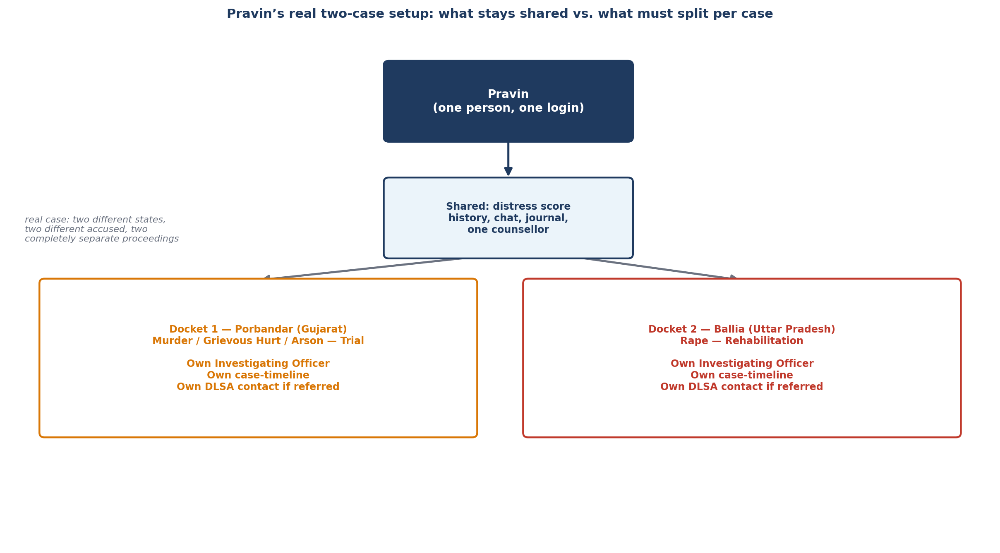 Pravin’s real two-case setup: what stays shared vs. what must split per case
Pravin
(one person, one login)
Shared: distress score
history, chat, journal,
one counsellor
real case: two different states,
two different accused, two
completely separate proceedings
Docket 1 — Porbandar (Gujarat)
Murder / Grievous Hurt / Arson — Trial
Own Investigating Officer
Own case-timeline
Own DLSA contact if referred
Docket 2 — Ballia (Uttar Pradesh)
Rape — Rehabilitation
Own Investigating Officer
Own case-timeline
Own DLSA contact if referred